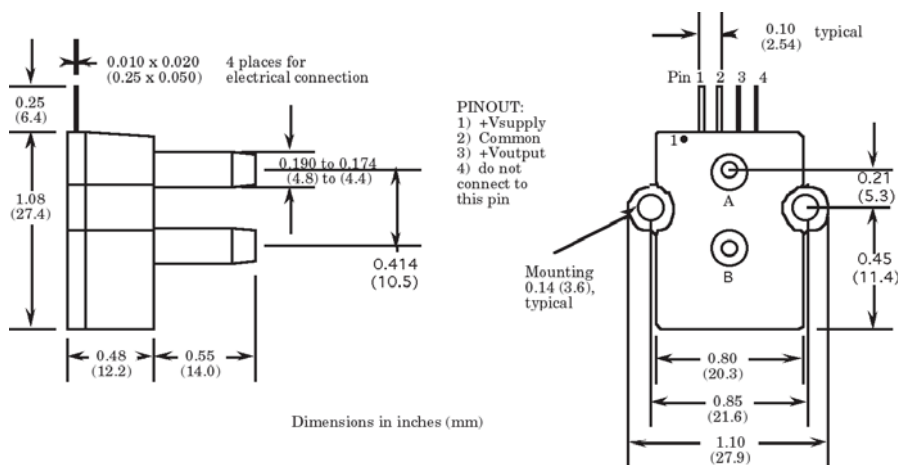 0.010 x 0.020
(0.25 x 0.050)
4 places for
electrical connection
0.25
(6.4)
1.08
(27.4)
0.190 to 0.174
(4.8) to (4.4)
0.414
(10.5)
0.48
(12.2)
0.55
(14.0)
Dimensions in inches (mm)
PINOUT:
1) +Vsupply
2) Common
3) +Voutput
4) do not
connect to
this pin
0.10
(2.54)
typical
Pin 1 2 3 4
1
A
B
0.21
(5.3)
0.45
(11.4)
Mounting
0.14 (3.6),
typical
0.80
(20.3)
0.85
(21.6)
1.10
(27.9)